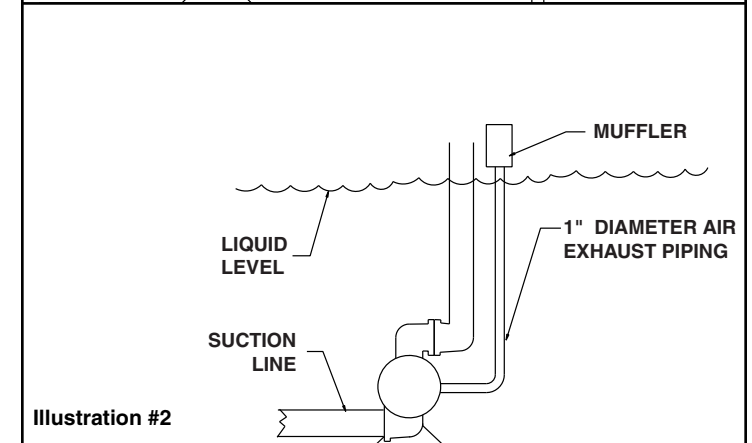 MUFFLER
1" DIAMETER AIR
EXHAUST PIPING
LIQUID
LEVEL
SUCTION
LINE
Illustration #2